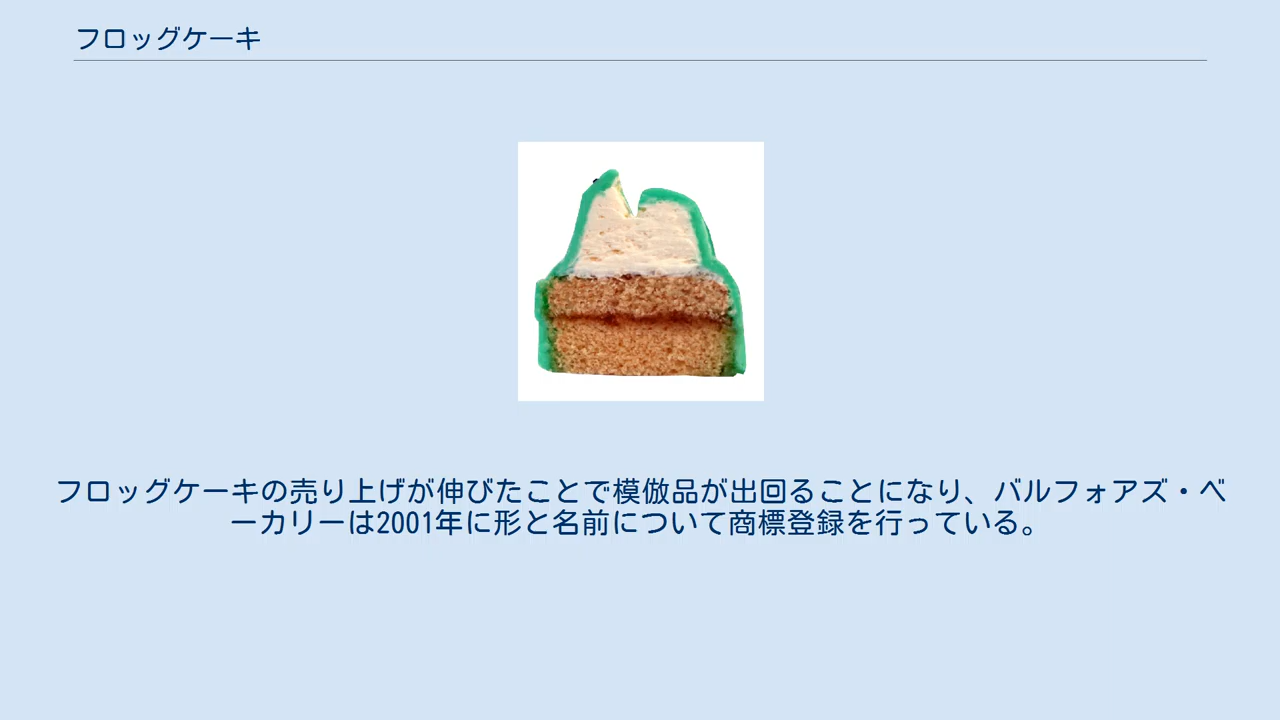 フロッグケーキ
フロッグケーキの売り上げが伸びたことで模倣品が出回ることになり、バルフォアズ・ベ
ーカリーは2001年に形と名前について商標登録を行っている。